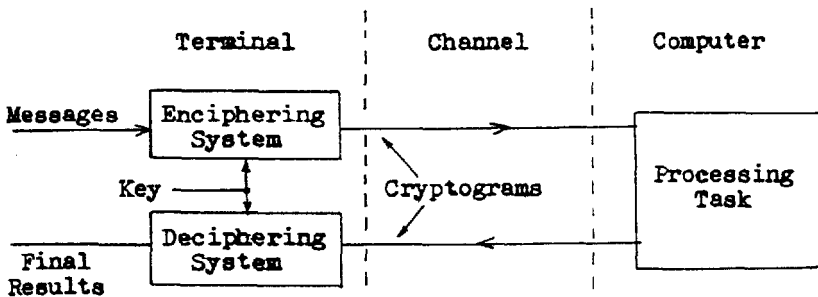 Terminal
Channel
Computer
Messages
Enciphering
System
Key
Cryptograms
Processing
Task
Deciphering
System
Final
Results